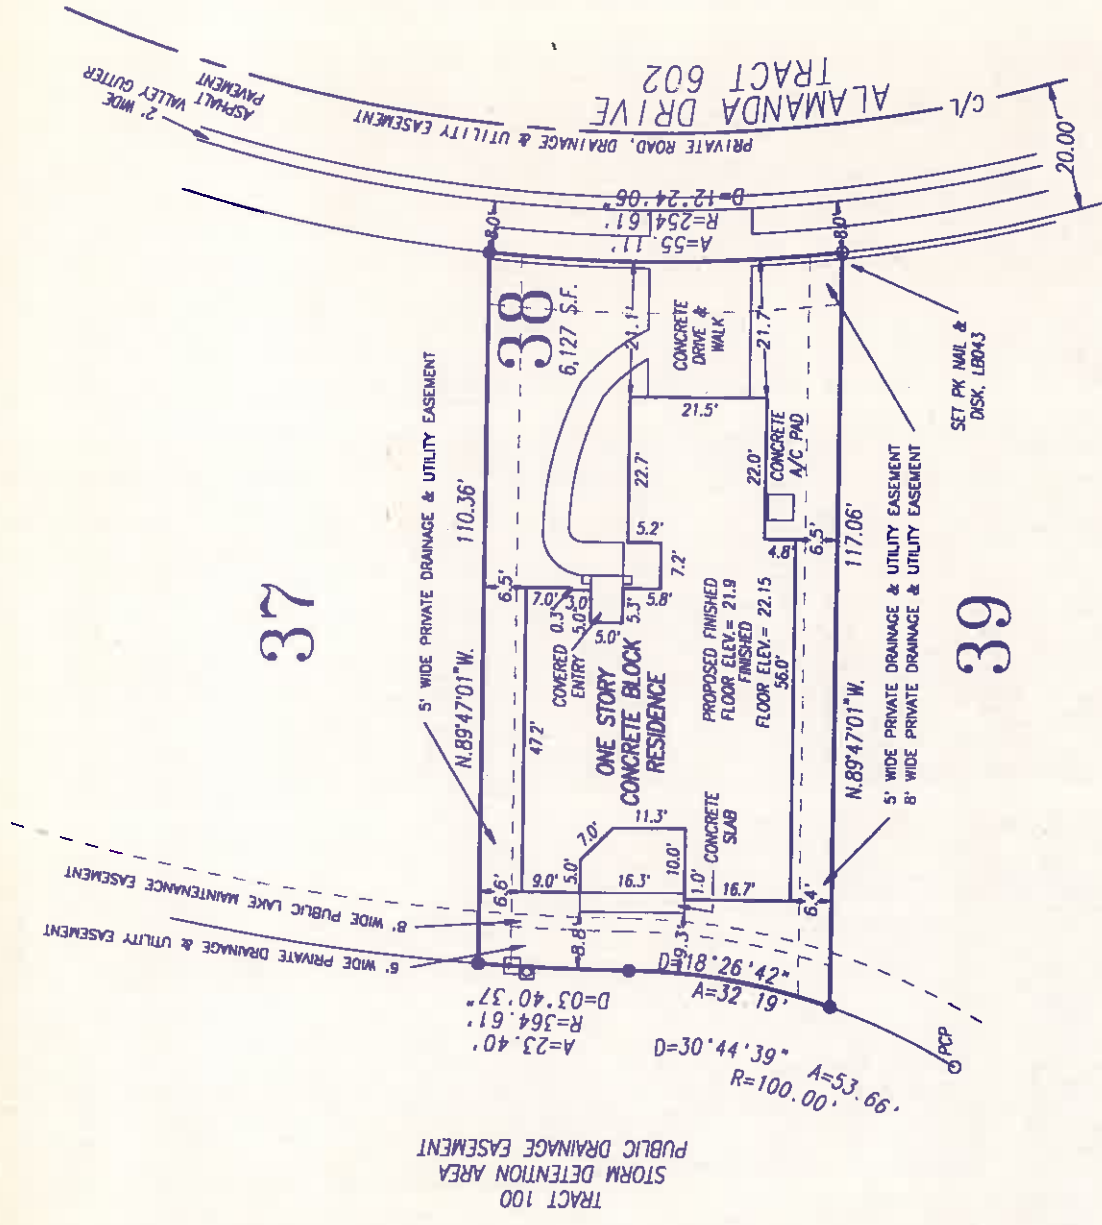 ALAMANDA DRIVE
TRACT 602
PRIVATE ROAD, DRAINAGE & UTILITY EASEMENT
ASPHALT
PAVEMENT
2' WIDE
VALLEY GUTTER
C/L
20.00'
D=12°24'06"
R=254.61'
A=55.11'
8.0'
8.0'
38
6,127 S.F.
21.1'
CONCRETE
DRIVE &
WALK
21.7'
SET PK NAIL &
DISK, LB043
5' WIDE PRIVATE DRAINAGE & UTILITY EASEMENT
N.89°47'01"W.
110.36'
37
21.5'
22.7'
22.0'
CONCRETE
A/C PAD
5.2'
7.2'
5.8'
4.8'
6.5'
6.5'
7.0'
3.0'
0.3'
5.0'
5.0'
5.3'
COVERED
ENTRY
ONE STORY
CONCRETE BLOCK
RESIDENCE
PROPOSED FINISHED
FLOOR ELEV.= 21.9
FINISHED
FLOOR ELEV.= 22.15
56.0'
47.2'
N.89°47'01"W.
117.06'
5' WIDE PRIVATE DRAINAGE & UTILITY EASEMENT
8' WIDE PRIVATE DRAINAGE & UTILITY EASEMENT
39
11.3'
7.0'
5.0'
10.0'
CONCRETE
SLAB
9.0'
16.3'
1.0'
16.7'
6.6'
6.4'
8.8'
9.3'
8' WIDE PUBLIC LAKE MAINTENANCE EASEMENT
5' WIDE PRIVATE DRAINAGE & UTILITY EASEMENT
D=03°40'37"
R=364.61'
A=23.40'
D=18°26'42"
A=32.19'
D=30°44'39"
A=53.66'
R=100.00'
PCP
TRACT 100
STORM DETENTION AREA
PUBLIC DRAINAGE EASEMENT